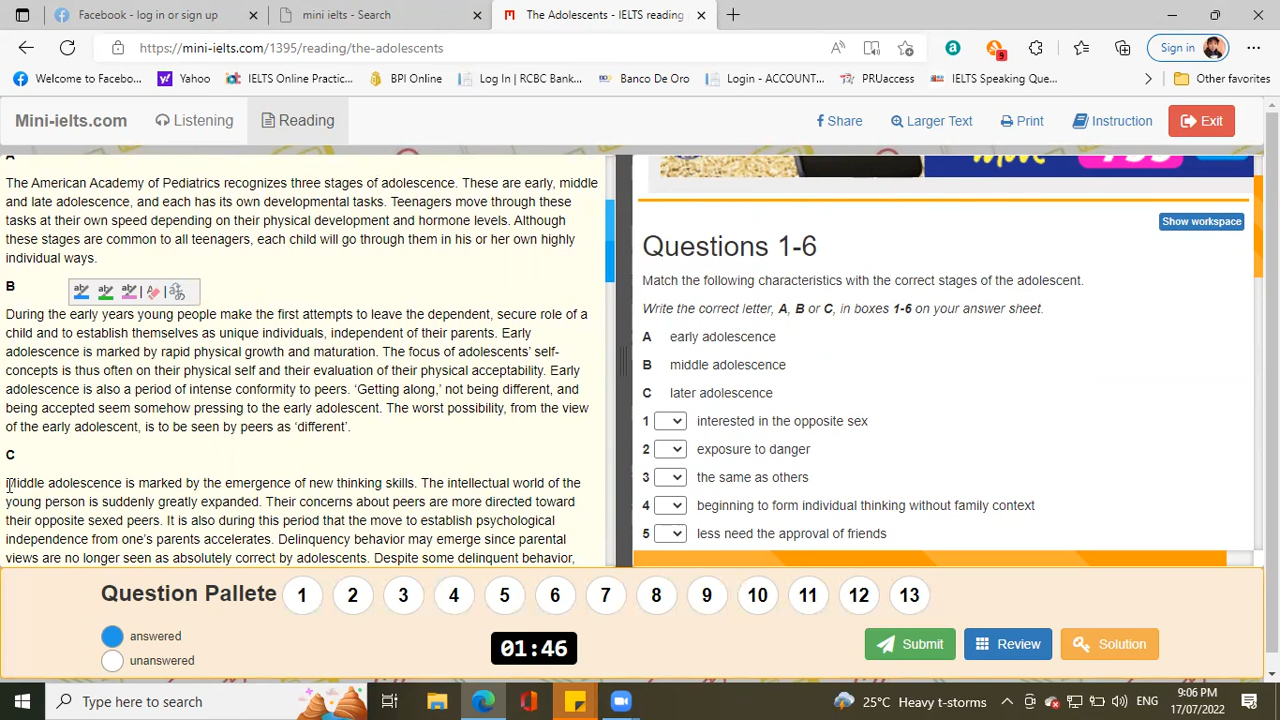 Facebook - log in or sign up
mini ielts - Search
The Adolescents - IELTS reading
https://mini-ielts.com/1395/reading/the-adolescents
9
Sign in
Welcome to Facebo...
Yahoo
IELTS Online Practic...
BPI Online
Log In | RCBC Bank...
Banco De Oro
Login - ACCOUNT...
PRUaccess
IELTS Speaking Que...
Other favorites
Mini-ielts.com
Listening
Reading
Share
Larger Text
Print
Instruction
Exit
A
The American Academy of Pediatrics recognizes three stages of adolescence. These are early, middle
and late adolescence, and each has its own developmental tasks. Teenagers move through these
tasks at their own speed depending on their physical development and hormone levels. Although
these stages are common to all teenagers, each child will go through them in his or her own highly
individual ways.
B
During the early years young people make the first attempts to leave the dependent, secure role of a
child and to establish themselves as unique individuals, independent of their parents. Early
adolescence is marked by rapid physical growth and maturation. The focus of adolescents' self-
concepts is thus often on their physical self and their evaluation of their physical acceptability. Early
adolescence is also a period of intense conformity to peers. ‘Getting along,’ not being different, and
being accepted seem somehow pressing to the early adolescent. The worst possibility, from the view
of the early adolescent, is to be seen by peers as ‘different’.
C
Middle adolescence is marked by the emergence of new thinking skills. The intellectual world of the
young person is suddenly greatly expanded. Their concerns about peers are more directed toward
their opposite sexed peers. It is also during this period that the move to establish psychological
independence from one’s parents accelerates. Delinquency behavior may emerge since parental
views are no longer seen as absolutely correct by adolescents. Despite some delinquent behavior,
Show workspace
Questions 1-6
Match the following characteristics with the correct stages of the adolescent.
Write the correct letter, A, B or C, in boxes 1-6 on your answer sheet.
A early adolescence
B middle adolescence
C later adolescence
1 interested in the opposite sex
2 exposure to danger
3 the same as others
4 beginning to form individual thinking without family context
5 less need the approval of friends
Question Pallete 1 2 3 4 5 6 7 8 9 10 11 12 13
answered
unanswered
01:46
Submit
Review
Solution
Type here to search
25°C Heavy t-storms
ENG
9:06 PM
17/07/2022